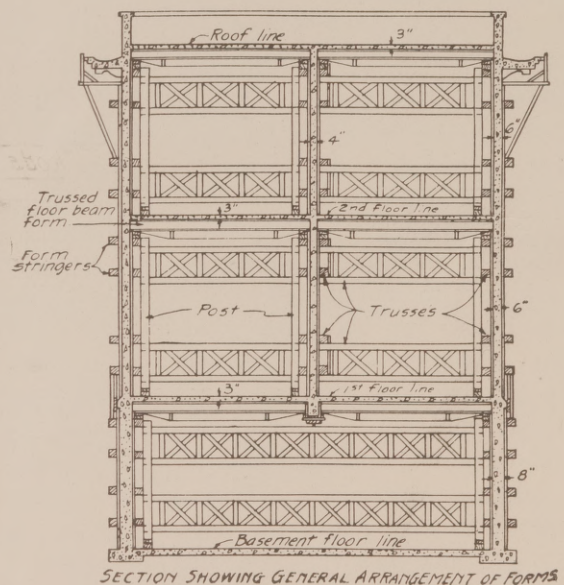 Roof line
3"
4"
6"
Trussed
floor beam
form
3"
2nd floor line
Form
stringers
Post
Trusses
6"
3"
1st floor line
8"
Basement floor line
SECTION SHOWING GENERAL ARRANGEMENT OF FORMS